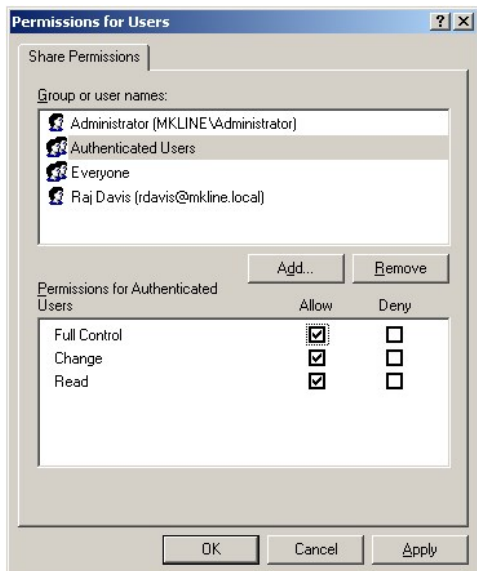 Permissions for Users
Share Permissions
Group or user names:
Administrator (MKLINE\Administrator)
Authenticated Users
Everyone
Raj Davis (rdavis@mkline.local)
Add...
Remove
Permissions for Authenticated
Users
Allow
Deny
Full Control
Change
Read
OK
Cancel
Apply